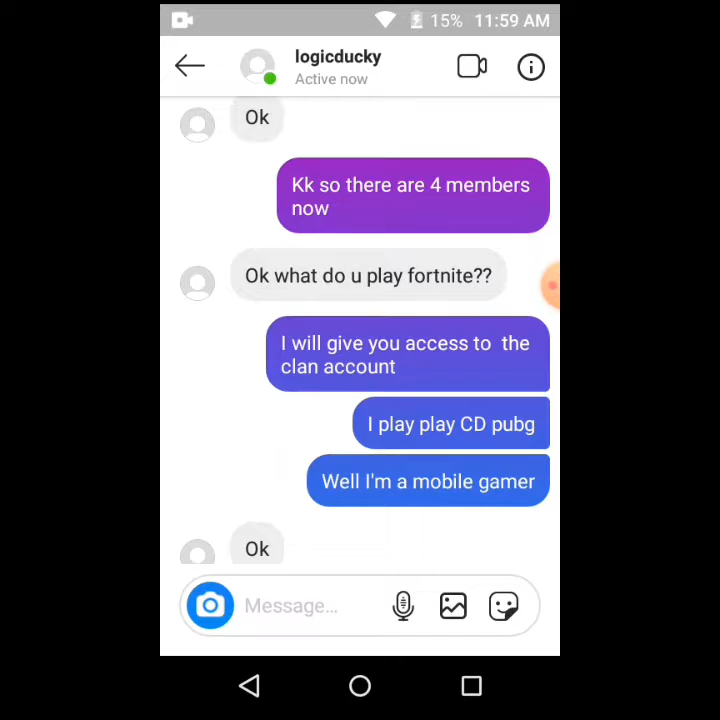 15% 11:59 AM
logicducky
Active now
Ok
Kk so there are 4 members
now
Ok what do u play fortnite??
I will give you access to the
clan account
I play play CD pubg
Well I'm a mobile gamer
Ok
Message...